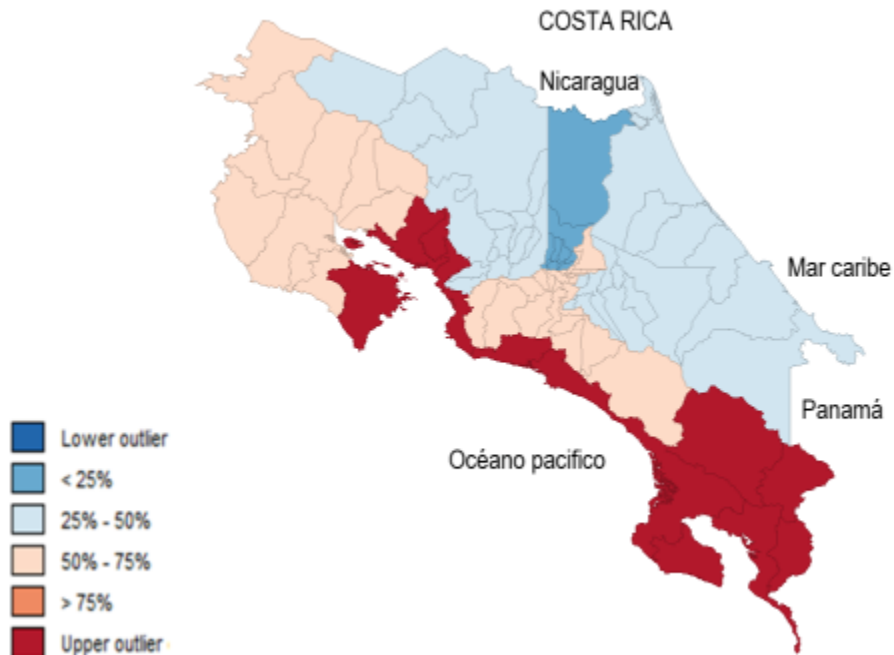 COSTA RICA
Nicaragua
Mar caribe
Panamá
Océano pacifico
Lower outlier
< 25%
25% - 50%
50% - 75%
> 75%
Upper outlier